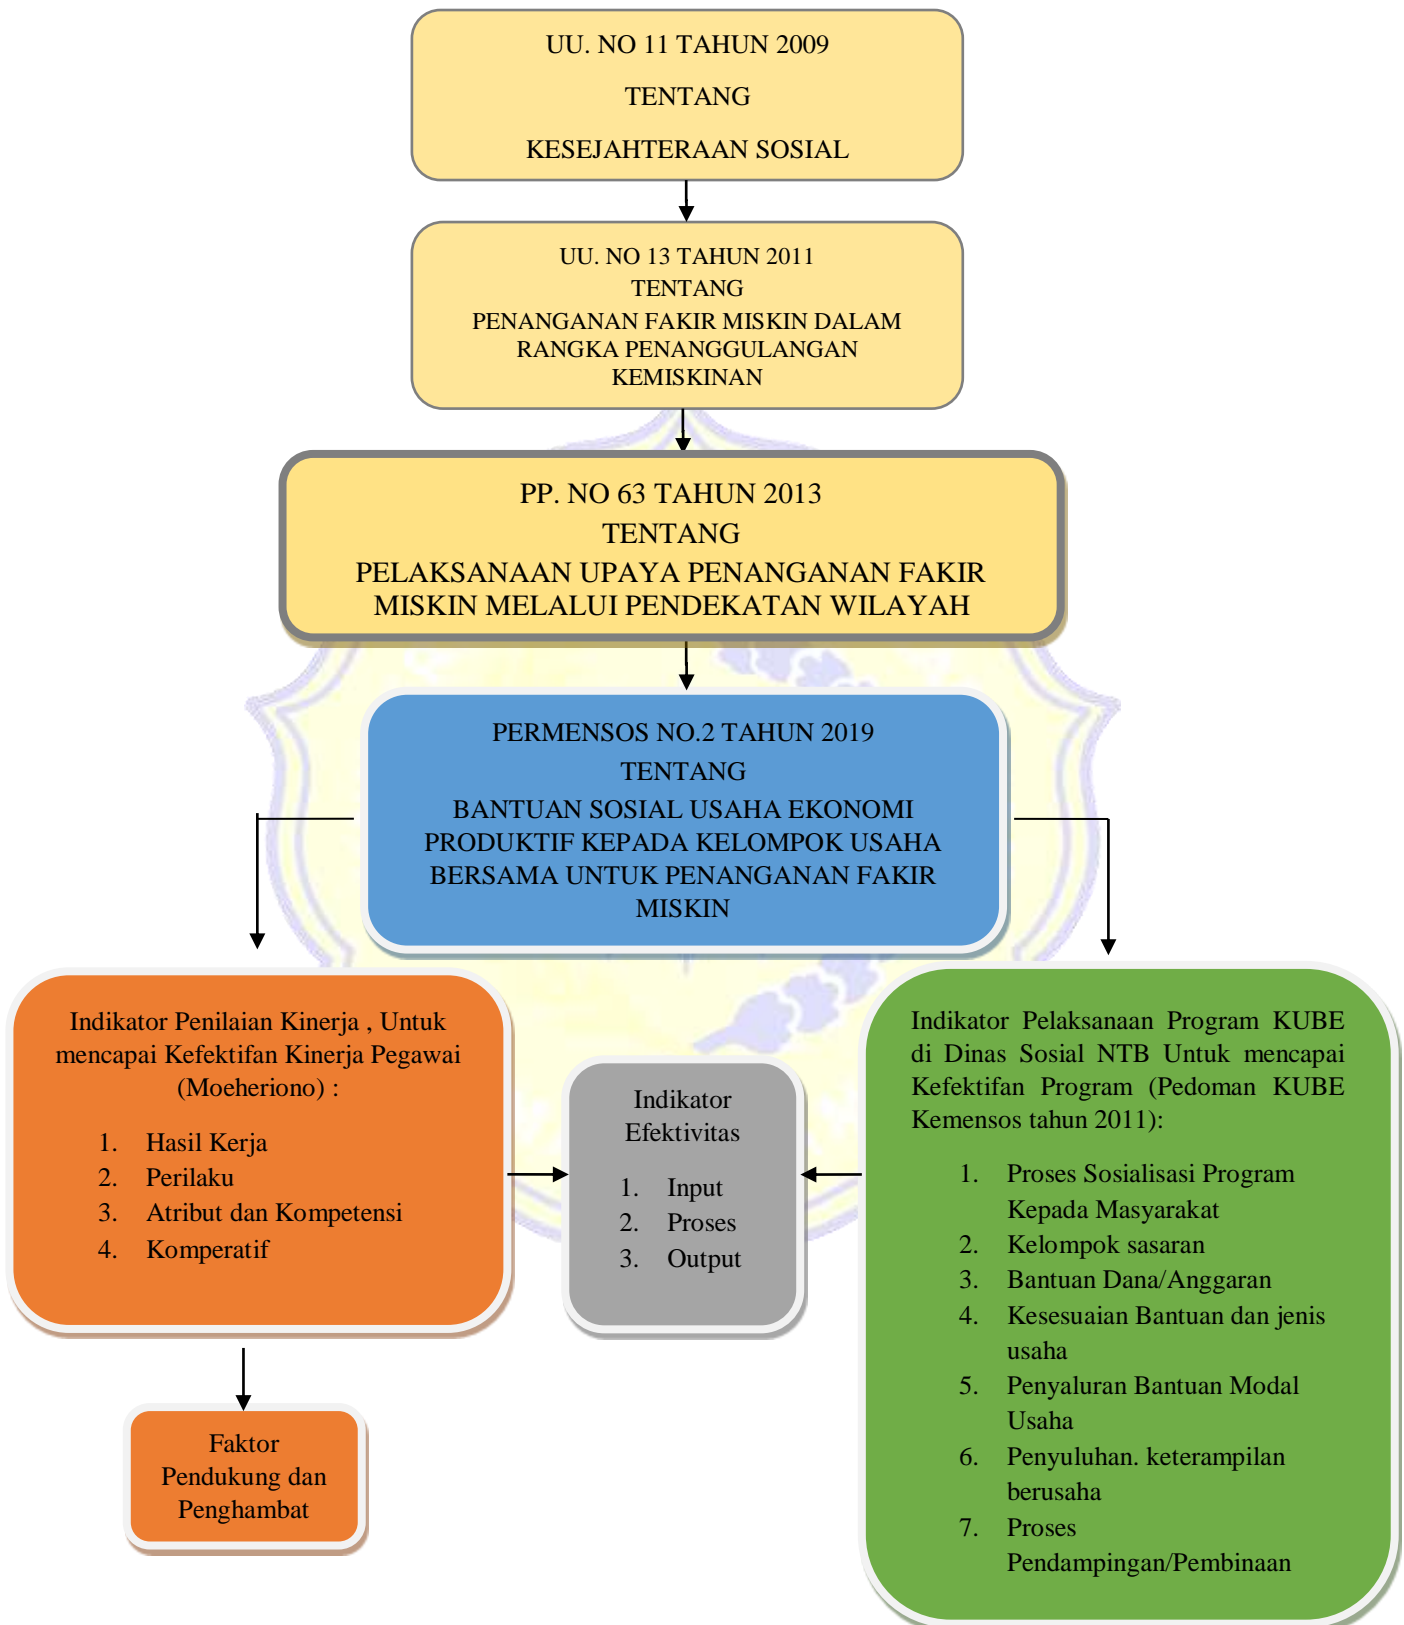 UU. NO 11 TAHUN 2009
TENTANG
KESEJAHTERAAN SOSIAL
UU. NO 13 TAHUN 2011
TENTANG
PENANGANAN FAKIR MISKIN DALAM
RANGKA PENANGGULANGAN
KEMISKINAN
PP. NO 63 TAHUN 2013
TENTANG
PELAKSANAAN UPAYA PENANGANAN FAKIR
MISKIN MELALUI PENDEKATAN WILAYAH
PERMENSOS NO.2 TAHUN 2019
TENTANG
BANTUAN SOSIAL USAHA EKONOMI
PRODUKTIF KEPADA KELOMPOK USAHA
BERSAMA UNTUK PENANGANAN FAKIR
MISKIN
Indikator Penilaian Kinerja , Untuk
mencapai Kefektifan Kinerja Pegawai
(Moeheriono) :
1. Hasil Kerja
2. Perilaku
3. Atribut dan Kompetensi
4. Komperatif
Indikator
Efektivitas
1. Input
2. Proses
3. Output
Indikator Pelaksanaan Program KUBE
di Dinas Sosial NTB Untuk mencapai
Kefektifan Program (Pedoman KUBE
Kemensos tahun 2011):
1. Proses Sosialisasi Program
Kepada Masyarakat
2. Kelompok sasaran
3. Bantuan Dana/Anggaran
4. Kesesuaian Bantuan dan jenis
usaha
5. Penyaluran Bantuan Modal
Usaha
6. Penyuluhan. keterampilan
berusaha
7. Proses
Pendampingan/Pembinaan
Faktor
Pendukung dan
Penghambat